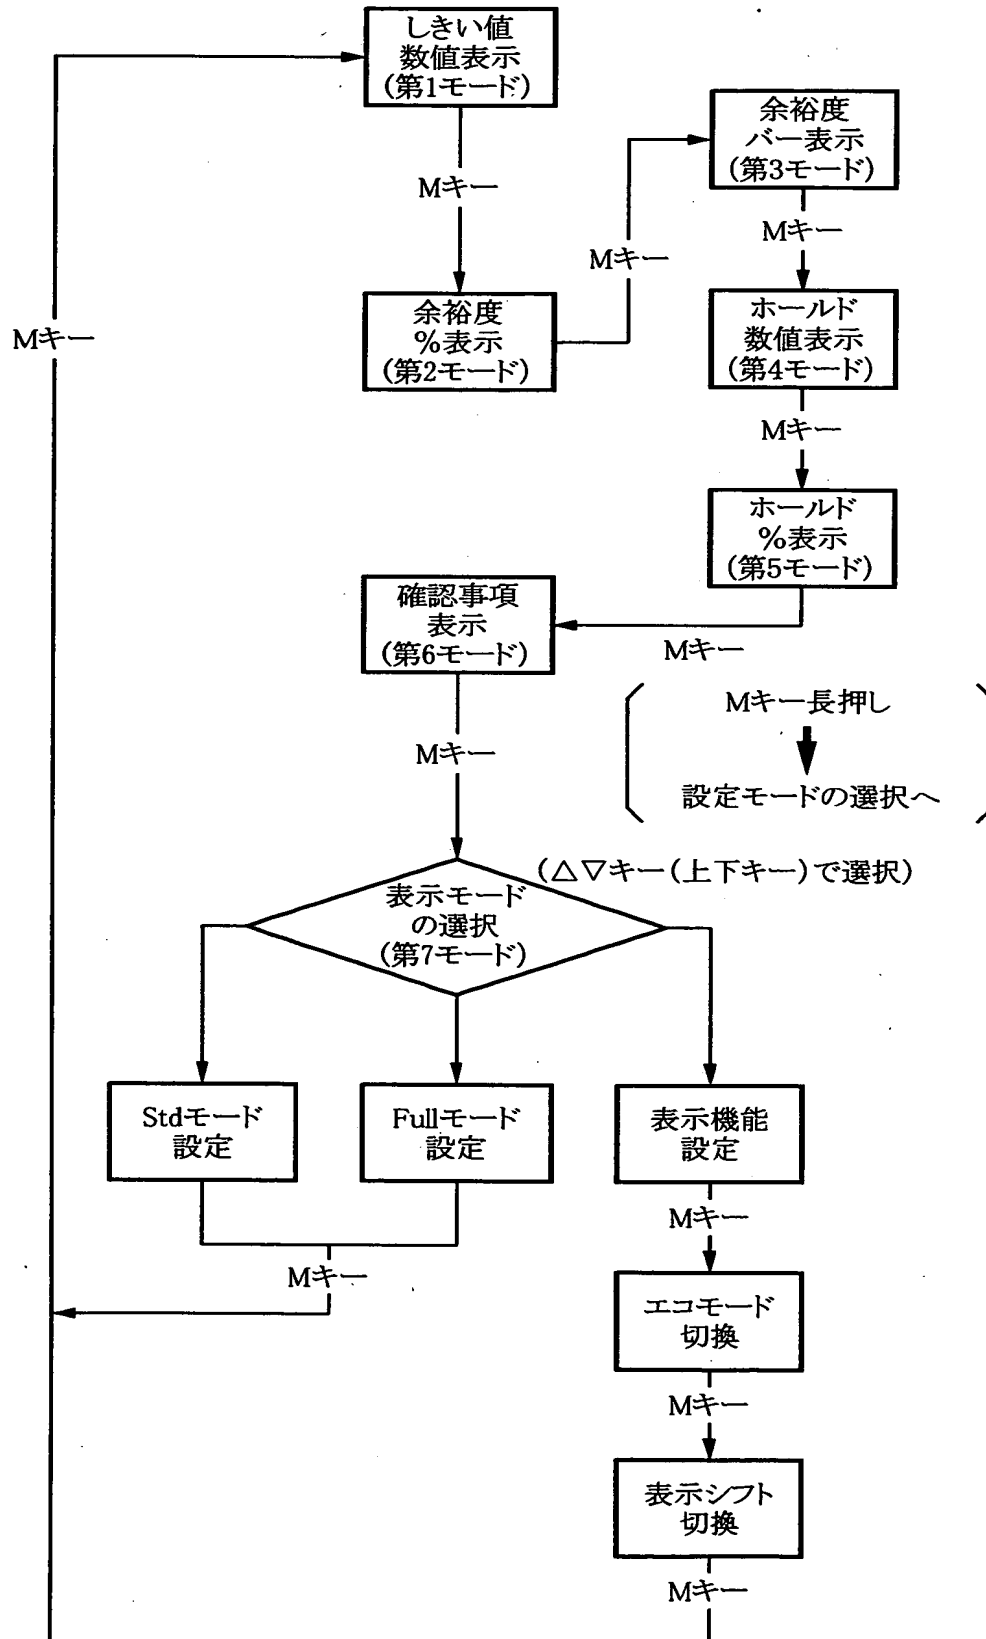 しきい値
数値表示
(第1モード)
Mキー
余裕度
%表示
(第2モード)
Mキー
余裕度
バー表示
(第3モード)
Mキー
ホールド
数値表示
(第4モード)
Mキー
ホールド
%表示
(第5モード)
Mキー
確認事項
表示
(第6モード)
Mキー長押し
設定モードの選択へ
Mキー
(△▽キー(上下キー)で選択)
表示モード
の選択
(第7モード)
Stdモード
設定
Fullモード
設定
表示機能
設定
Mキー
Mキー
エコモード
切換
Mキー
表示シフト
切換
Mキー
Mキー